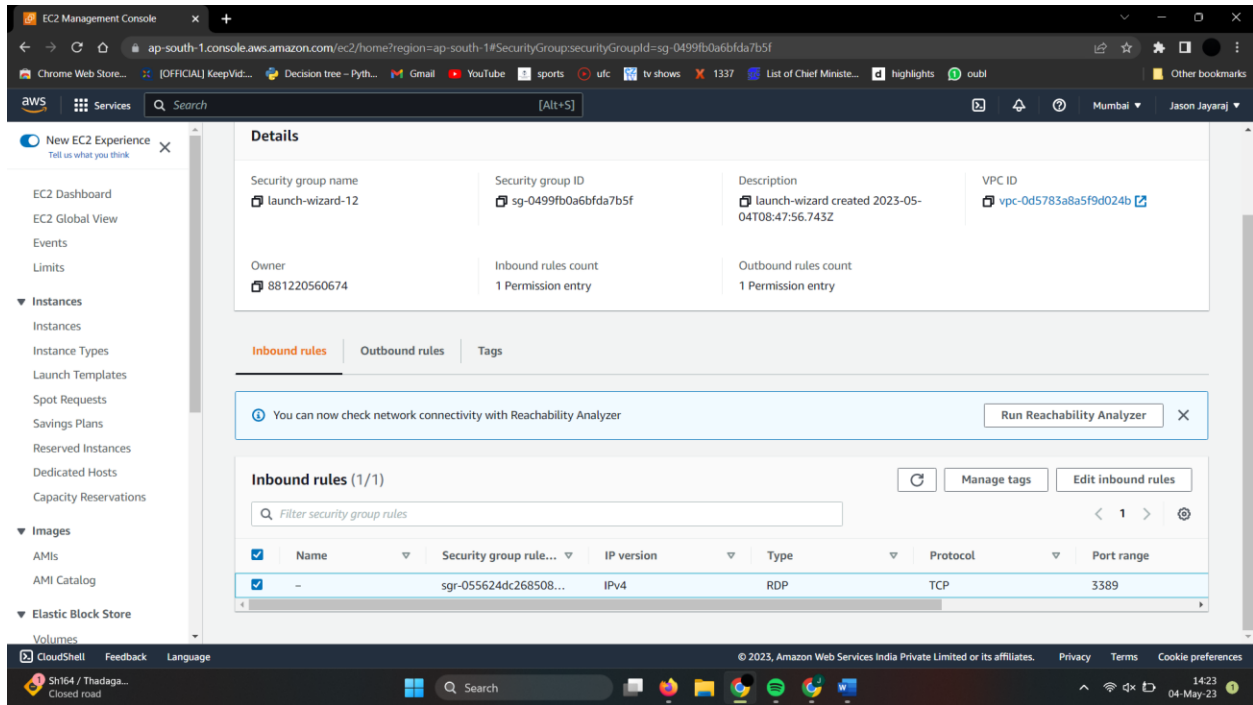 EC2 Management Console
ap-south-1.console.aws.amazon.com/ec2/home?region=ap-south-1#SecurityGroup:securityGroupId=sg-0499fb0a6bfda7b5f
Chrome Web Store... [OFFICIAL] KeepVid:... Decision tree – Pyth... Gmail YouTube sports ufc tv shows 1337 List of Chief Ministe... d highlights oubl Other bookmarks
aws Services Search [Alt+S] Mumbai Jason Jayaraj
New EC2 Experience
Tell us what you think
EC2 Dashboard
EC2 Global View
Events
Limits
Instances
Instances
Instance Types
Launch Templates
Spot Requests
Savings Plans
Reserved Instances
Dedicated Hosts
Capacity Reservations
Images
AMIs
AMI Catalog
Elastic Block Store
Volumes
Details
Security group name Security group ID Description VPC ID
launch-wizard-12 sg-0499fb0a6bfda7b5f launch-wizard created 2023-05- vpc-0d5783a8a5f9d024b
04T08:47:56.743Z
Owner Inbound rules count Outbound rules count
881220560674 1 Permission entry 1 Permission entry
Inbound rules Outbound rules Tags
You can now check network connectivity with Reachability Analyzer Run Reachability Analyzer
Inbound rules (1/1) Manage tags Edit inbound rules
Filter security group rules 1
Name Security group rule... IP version Type Protocol Port range
– sgr-055624dc268508... IPv4 RDP TCP 3389
CloudShell Feedback Language © 2023, Amazon Web Services India Private Limited or its affiliates. Privacy Terms Cookie preferences
Sh164 / Thadaga...
Closed road
Search
14:23
04-May-23
1